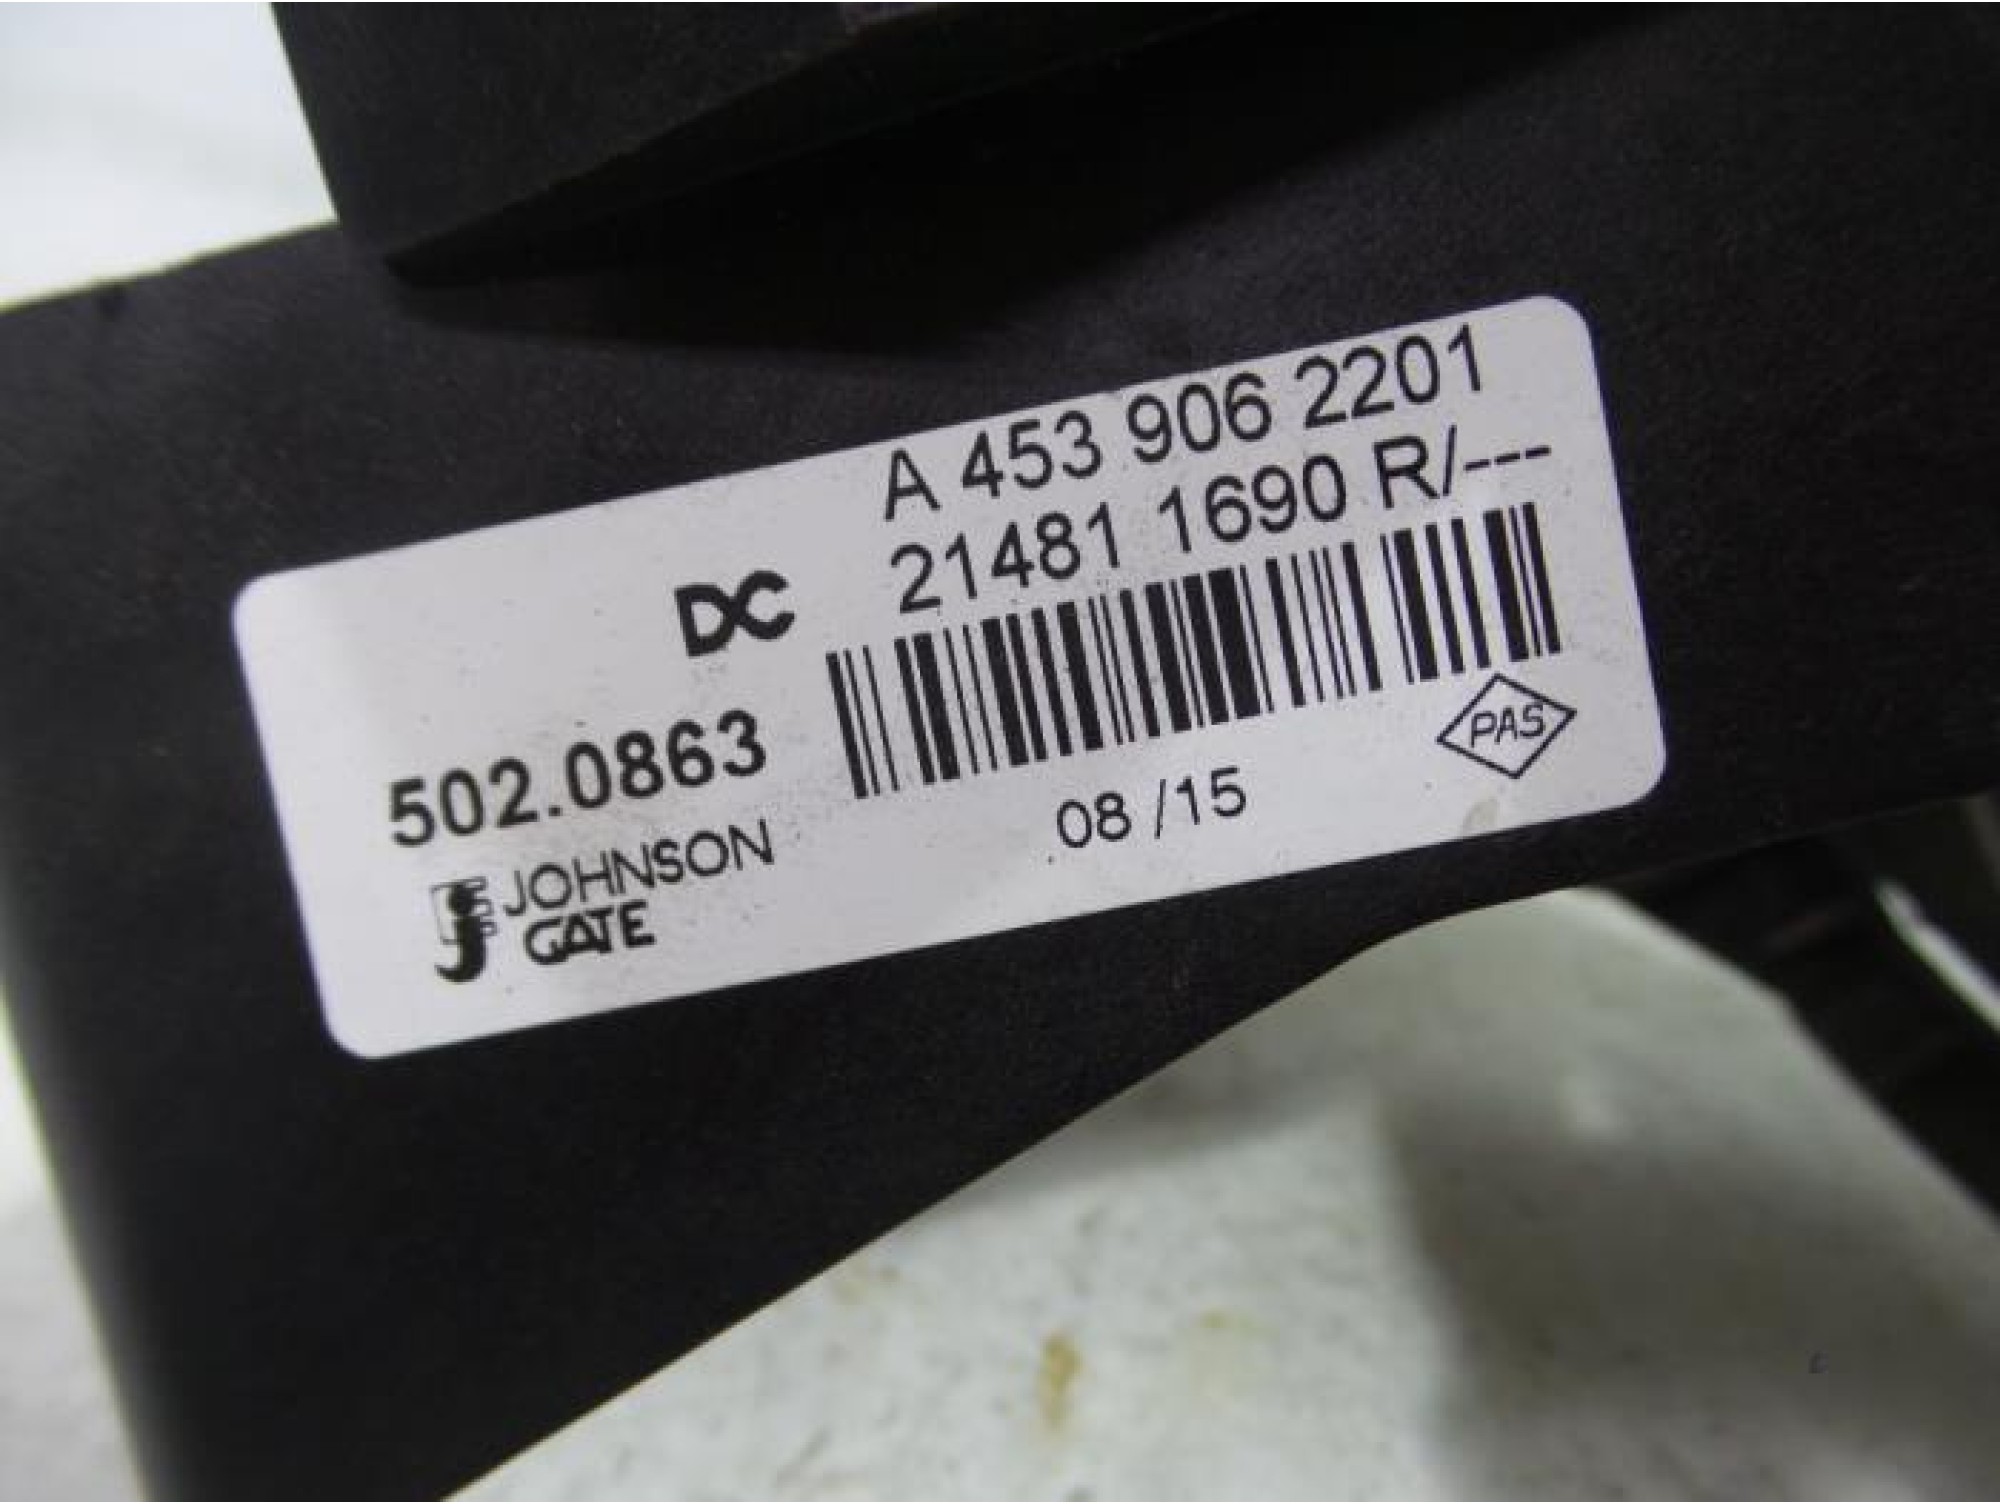 A 453 906 2201
21481 1690 R/---
DC
502.0863
JOHNSON
GATE
08 /15
PAS